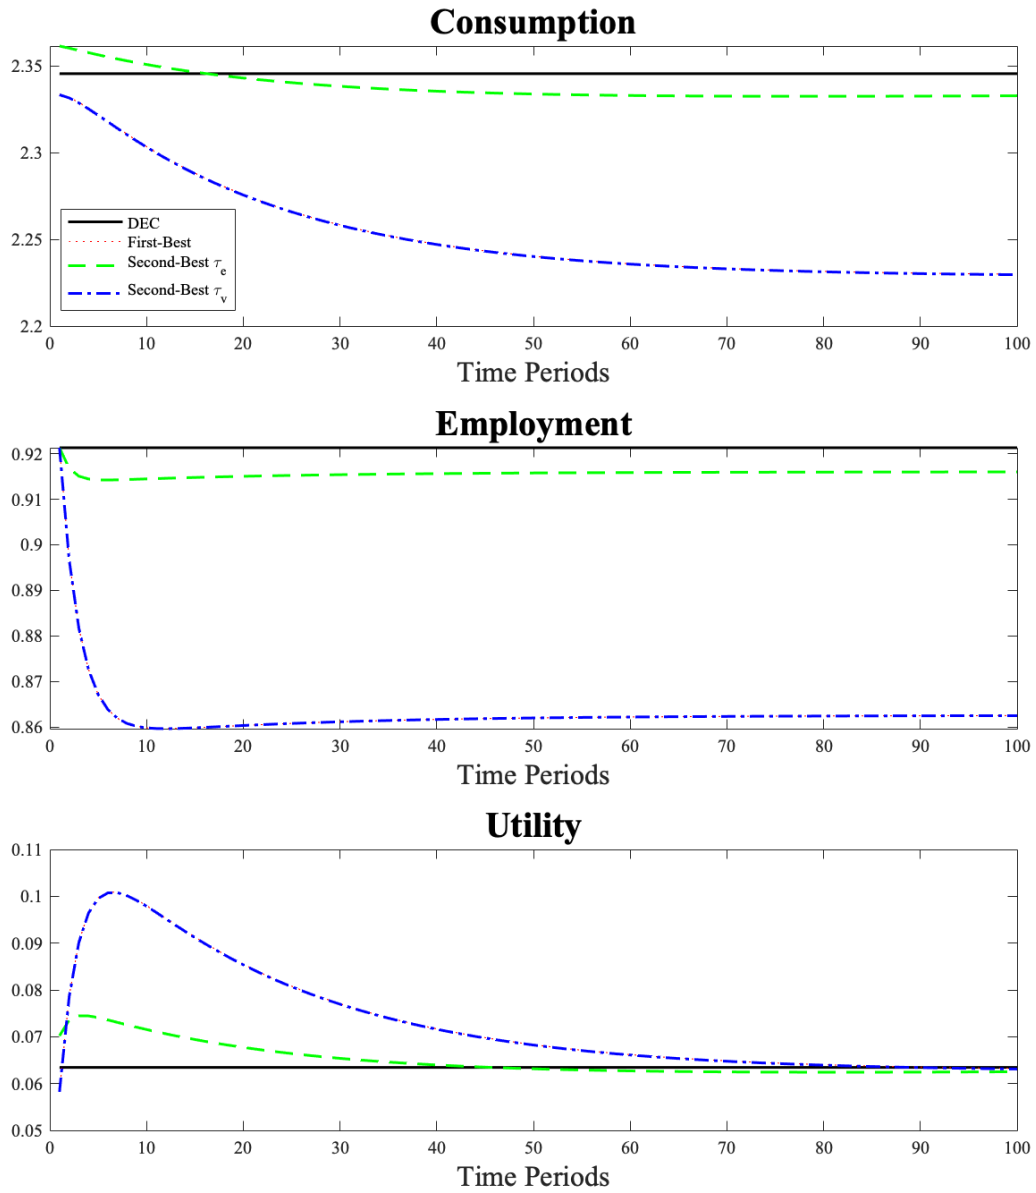 Consumption
2.35
2.3
2.25
2.2
DEC
First-Best
Second-Best τe
Second-Best τv
0 10 20 30 40 50 60 70 80 90 100
Time Periods
Employment
0.92
0.91
0.9
0.89
0.88
0.87
0.86
0 10 20 30 40 50 60 70 80 90 100
Time Periods
Utility
0.11
0.1
0.09
0.08
0.07
0.06
0.05
0 10 20 30 40 50 60 70 80 90 100
Time Periods